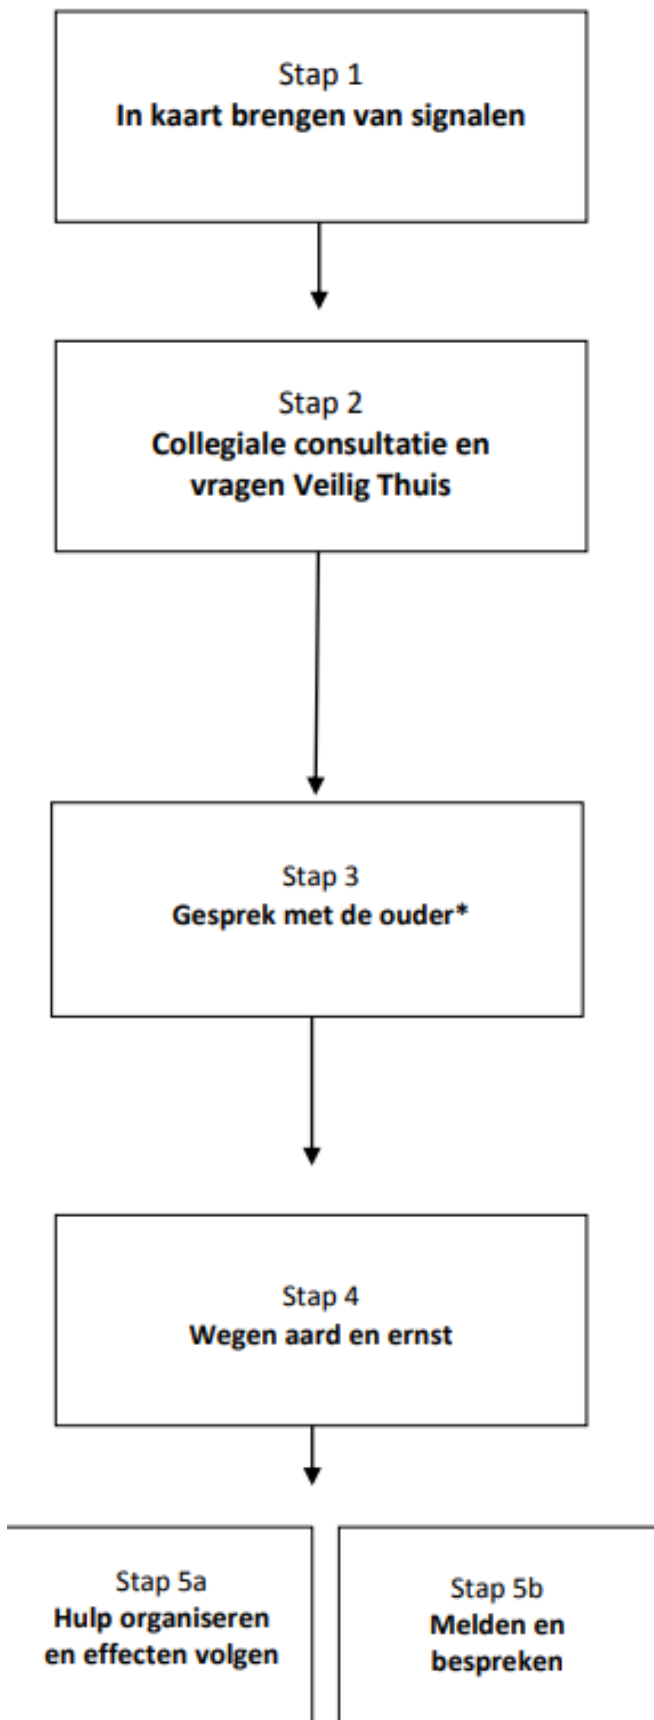 Stap 1
In kaart brengen van signalen
Stap 2
Collegiale consultatie en
vragen Veilig Thuis
Stap 3
Gesprek met de ouder*
Stap 4
Wegen aard en ernst
Stap 5a
Hulp organiseren
en effecten volgen
Stap 5b
Melden en
bespreken